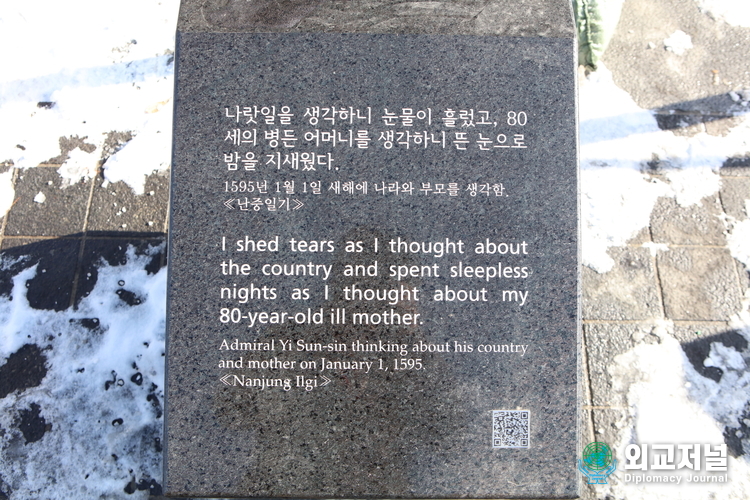 나랏일을 생각하니 눈물이 흘렀고, 80
세의 병든 어머니를 생각하니 뜬 눈으로
밤을 지새웠다.
1595년 1월 1일 새해에 나라와 부모를 생각함.
≪난중일기≫
I shed tears as I thought about
the country and spent sleepless
nights as I thought about my
80-year-old ill mother.
Admiral Yi Sun-sin thinking about his country
and mother on January 1, 1595.
≪Nanjung Ilgi≫
외교저널
Diplomacy Journal